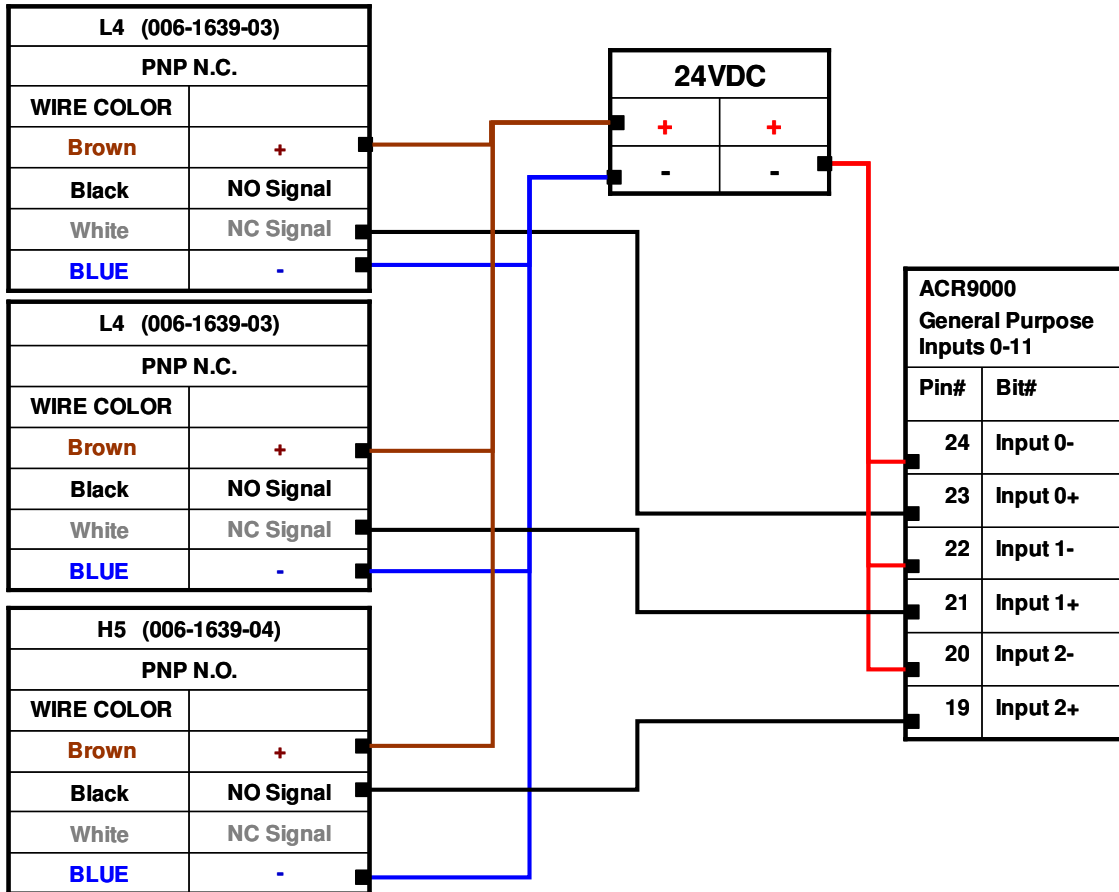 L4 (006-1639-03)
PNP N.C.
WIRE COLOR
Brown +
Black NO Signal
White NC Signal
BLUE -
L4 (006-1639-03)
PNP N.C.
WIRE COLOR
Brown +
Black NO Signal
White NC Signal
BLUE -
H5 (006-1639-04)
PNP N.O.
WIRE COLOR
Brown +
Black NO Signal
White NC Signal
BLUE -
24VDC
+ +
- -
ACR9000
General Purpose
Inputs 0-11
Pin# Bit#
24 Input 0-
23 Input 0+
22 Input 1-
21 Input 1+
20 Input 2-
19 Input 2+